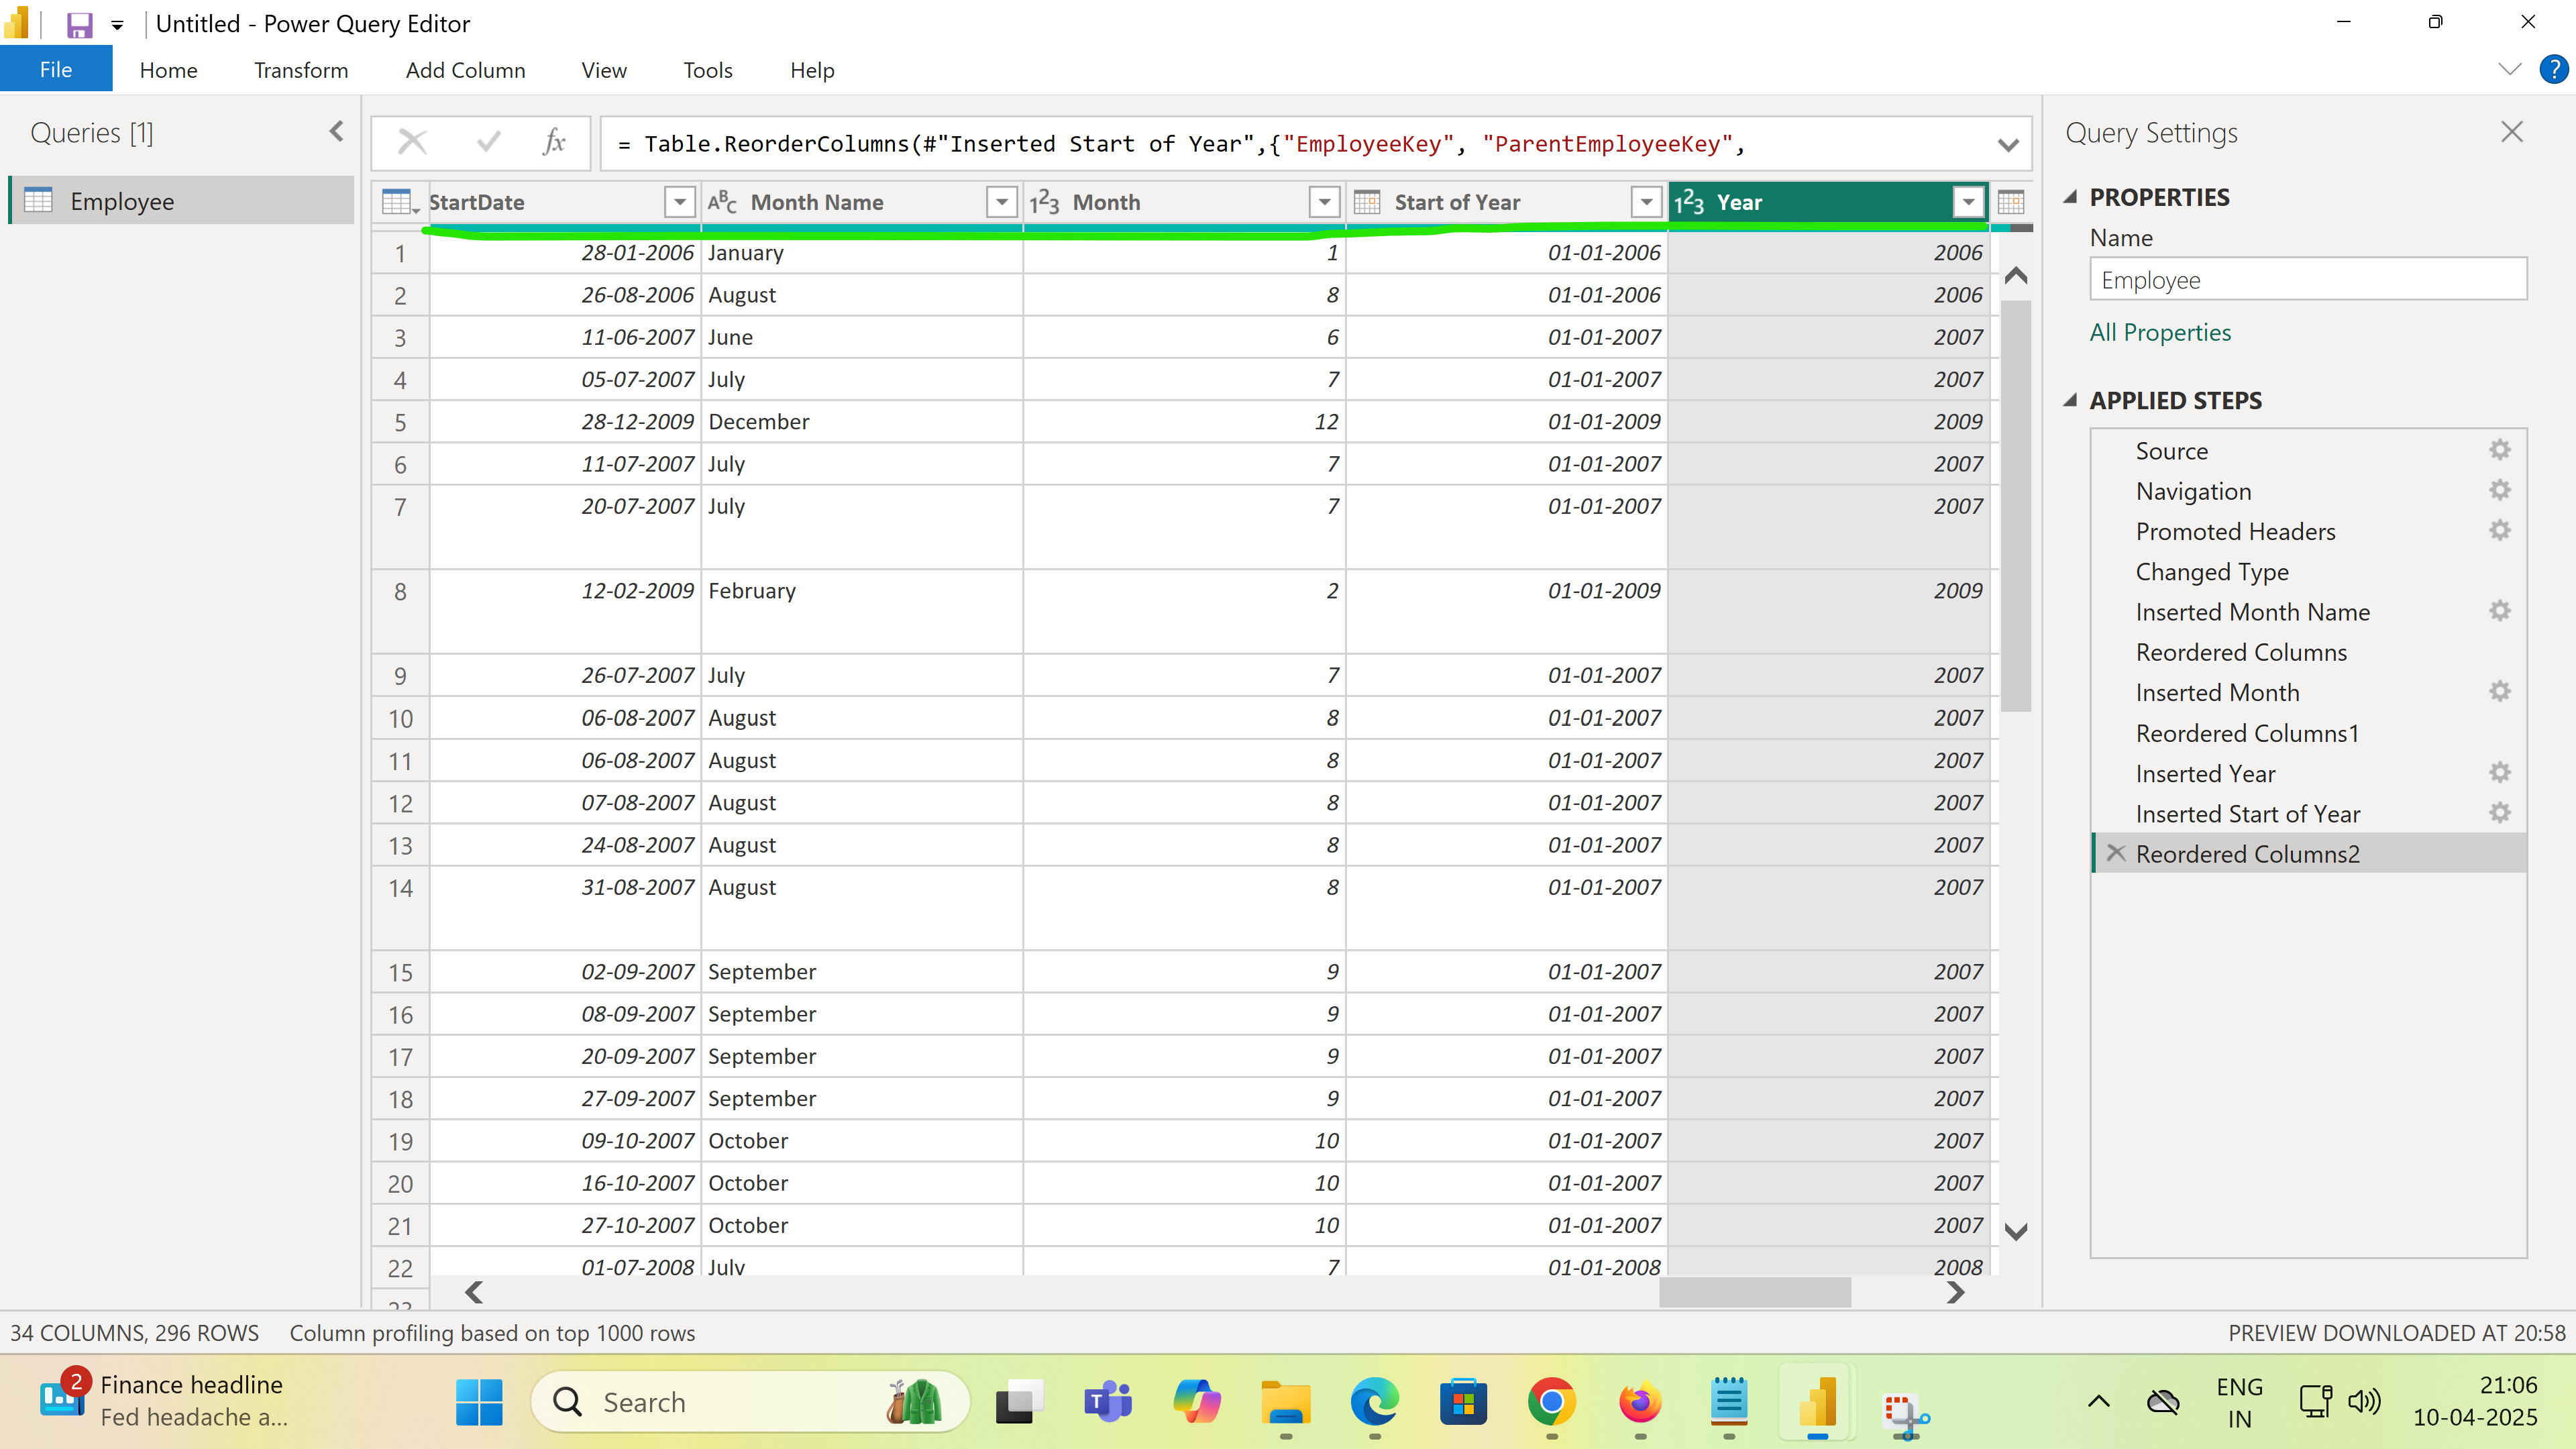 Untitled - Power Query Editor
File Home Transform Add Column View Tools Help
Queries [1]
Employee
fx
= Table.ReorderColumns(#"Inserted Start of Year",{"EmployeeKey", "ParentEmployeeKey",
StartDate ABC Month Name 123 Month Start of Year 123 Year
1 28-01-2006 January 1 01-01-2006 2006
2 26-08-2006 August 8 01-01-2006 2006
3 11-06-2007 June 6 01-01-2007 2007
4 05-07-2007 July 7 01-01-2007 2007
5 28-12-2009 December 12 01-01-2009 2009
6 11-07-2007 July 7 01-01-2007 2007
7 20-07-2007 July 7 01-01-2007 2007
8 12-02-2009 February 2 01-01-2009 2009
9 26-07-2007 July 7 01-01-2007 2007
10 06-08-2007 August 8 01-01-2007 2007
11 06-08-2007 August 8 01-01-2007 2007
12 07-08-2007 August 8 01-01-2007 2007
13 24-08-2007 August 8 01-01-2007 2007
14 31-08-2007 August 8 01-01-2007 2007
15 02-09-2007 September 9 01-01-2007 2007
16 08-09-2007 September 9 01-01-2007 2007
17 20-09-2007 September 9 01-01-2007 2007
18 27-09-2007 September 9 01-01-2007 2007
19 09-10-2007 October 10 01-01-2007 2007
20 16-10-2007 October 10 01-01-2007 2007
21 27-10-2007 October 10 01-01-2007 2007
22 01-07-2008 July 7 01-01-2008 2008
23
Query Settings
PROPERTIES
Name
Employee
All Properties
APPLIED STEPS
Source
Navigation
Promoted Headers
Changed Type
Inserted Month Name
Reordered Columns
Inserted Month
Reordered Columns1
Inserted Year
Inserted Start of Year
Reordered Columns2
34 COLUMNS, 296 ROWS Column profiling based on top 1000 rows
PREVIEW DOWNLOADED AT 20:58
2
Finance headline
Fed headache a...
Search
ENG
IN
21:06
10-04-2025